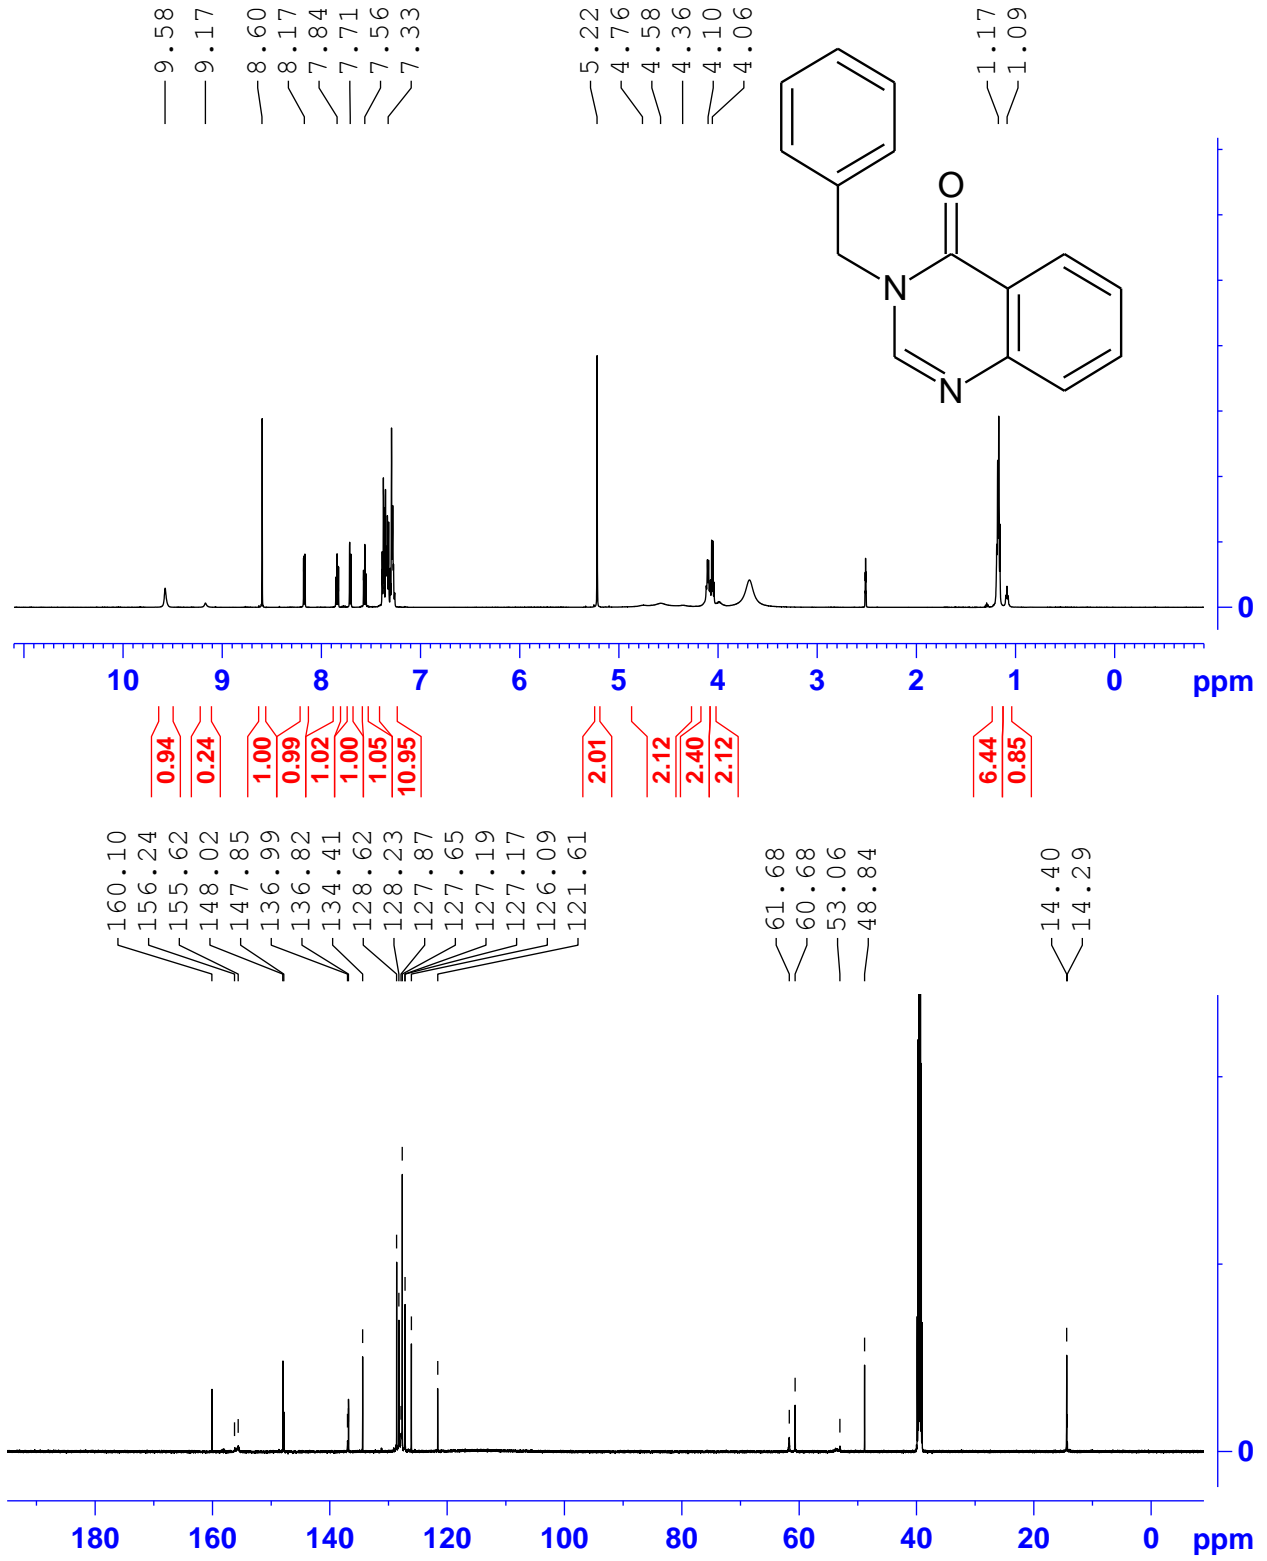 9.58 9.17 8.60 8.17 7.84 7.71 7.56 7.33 5.22 4.76 4.58 4.36 4.10 4.06 1.17 1.09
O
N
N
0
10 9 8 7 6 5 4 3 2 1 0 ppm
0.94 0.24 1.00 0.99 1.02 1.00 1.05 10.95 2.01 2.12 2.40 2.12 6.44 0.85
160.10 156.24 155.62 148.02 147.85 136.99 136.82 134.41 128.62 128.23 127.87 127.65 127.19 127.17 126.09 121.61 61.68 60.68 53.06 48.84 14.40 14.29
0
180 160 140 120 100 80 60 40 20 0 ppm